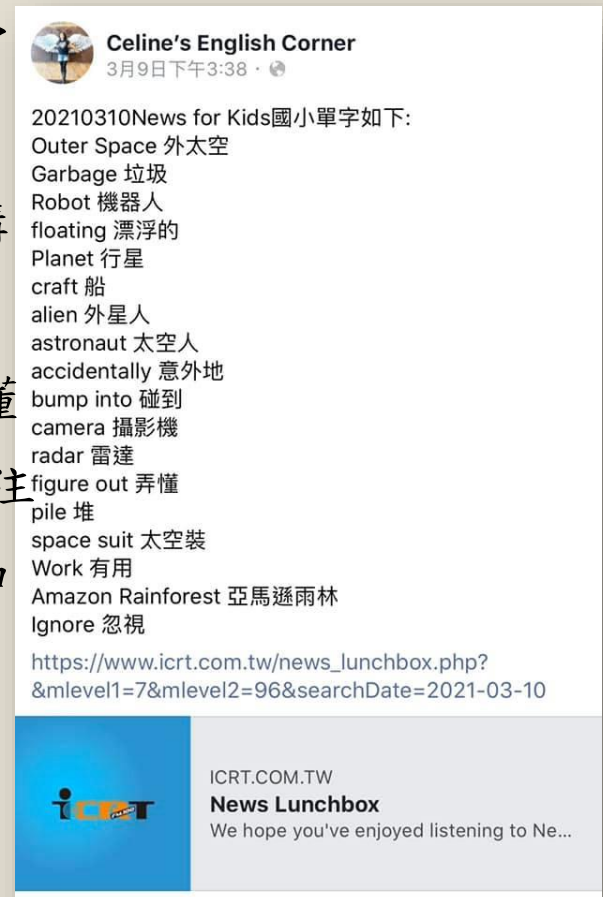 Celine's English Corner
3月9日下午3:38
20210310News for Kids國小單字如下:
Outer Space 外太空
Garbage 垃圾
Robot 機器人
floating 漂浮的
Planet 行星
craft 船
alien 外星人
astronaut 太空人
accidentally 意外地
bump into 碰到
camera 攝影機
radar 雷達
figure out 弄懂
pile 堆
space suit 太空裝
Work 有用
Amazon Rainforest 亞馬遜雨林
Ignore 忽視
https://www.icrt.com.tw/news_lunchbox.php?
&mlevel1=7&mlevel2=96&searchDate=2021-03-10
iCRT
ICRT.COM.TW
News Lunchbox
We hope you've enjoyed listening to Ne...
懂
注